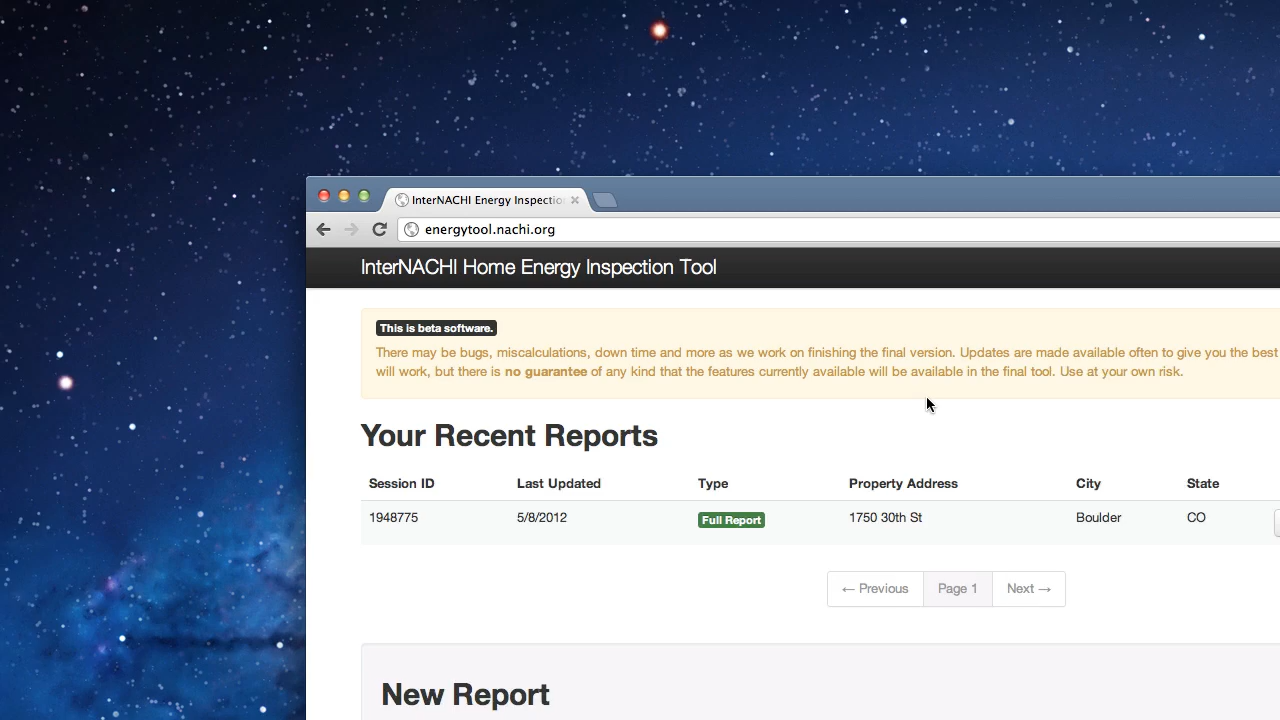 InterNACHI Energy Inspectio
energytool.nachi.org
InterNACHI Home Energy Inspection Tool
This is beta software.
There may be bugs, miscalculations, down time and more as we work on finishing the final version. Updates are made available often to give you the best
will work, but there is no guarantee of any kind that the features currently available will be available in the final tool. Use at your own risk.
Your Recent Reports
Session ID Last Updated Type Property Address City State
1948775 5/8/2012 Full Report 1750 30th St Boulder CO
← Previous Page 1 Next →
New Report